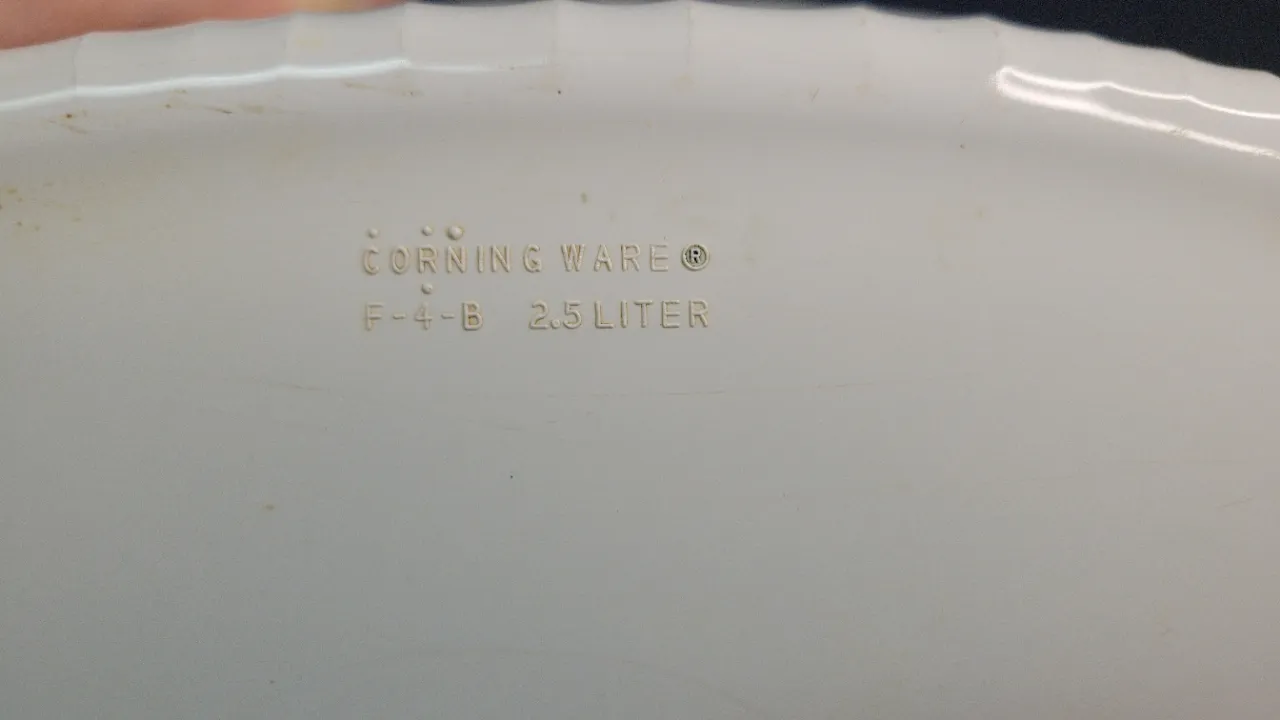 CORNING WARE®
F-4-B 2.5 LITER